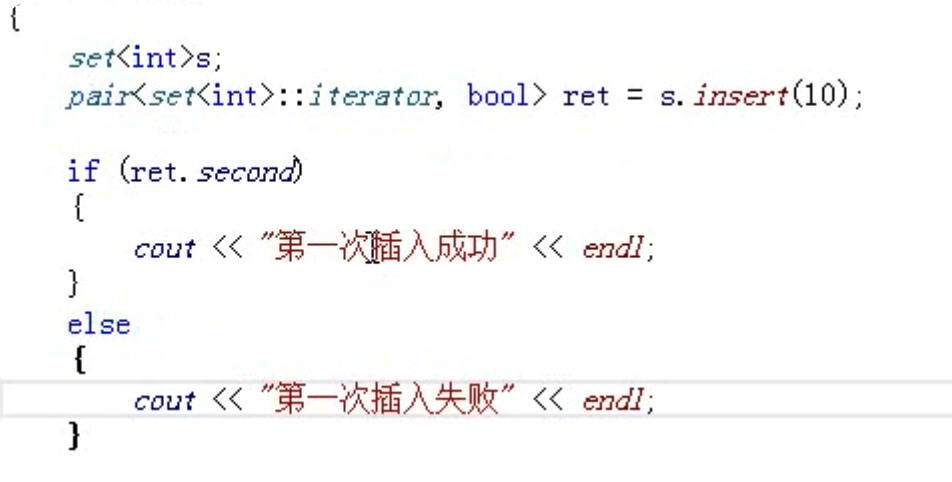 {
set<int>s;
pair<set<int>::iterator, bool> ret = s.insert(10);
if (ret.second)
{
cout << "第一次插入成功" << endl;
}
else
{
cout << "第一次插入失败" << endl;
}